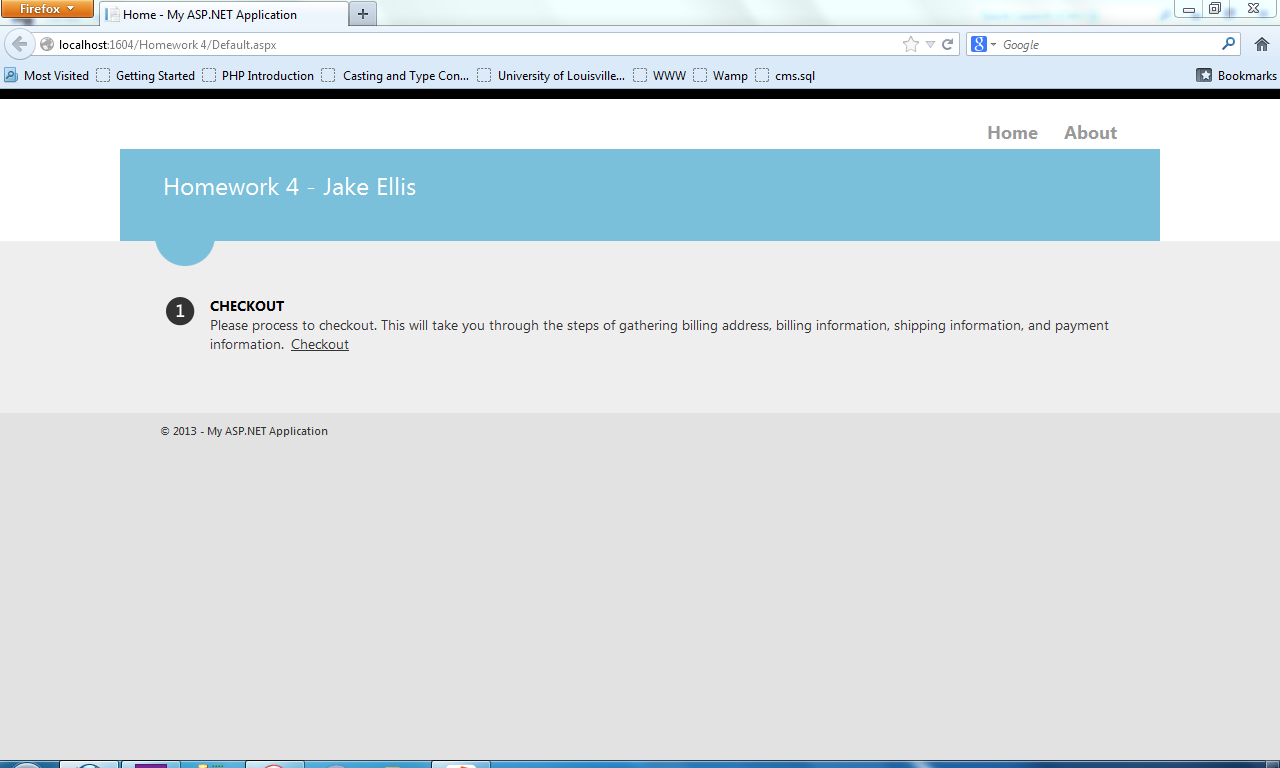 Firefox
Home - My ASP.NET Application
localhost:1604/Homework 4/Default.aspx
Google
Most Visited Getting Started PHP Introduction Casting and Type Con... University of Louisville... WWW Wamp cms.sql Bookmarks
Home About
Homework 4 - Jake Ellis
1 CHECKOUT
Please process to checkout. This will take you through the steps of gathering billing address, billing information, shipping information, and payment
information. Checkout
© 2013 - My ASP.NET Application